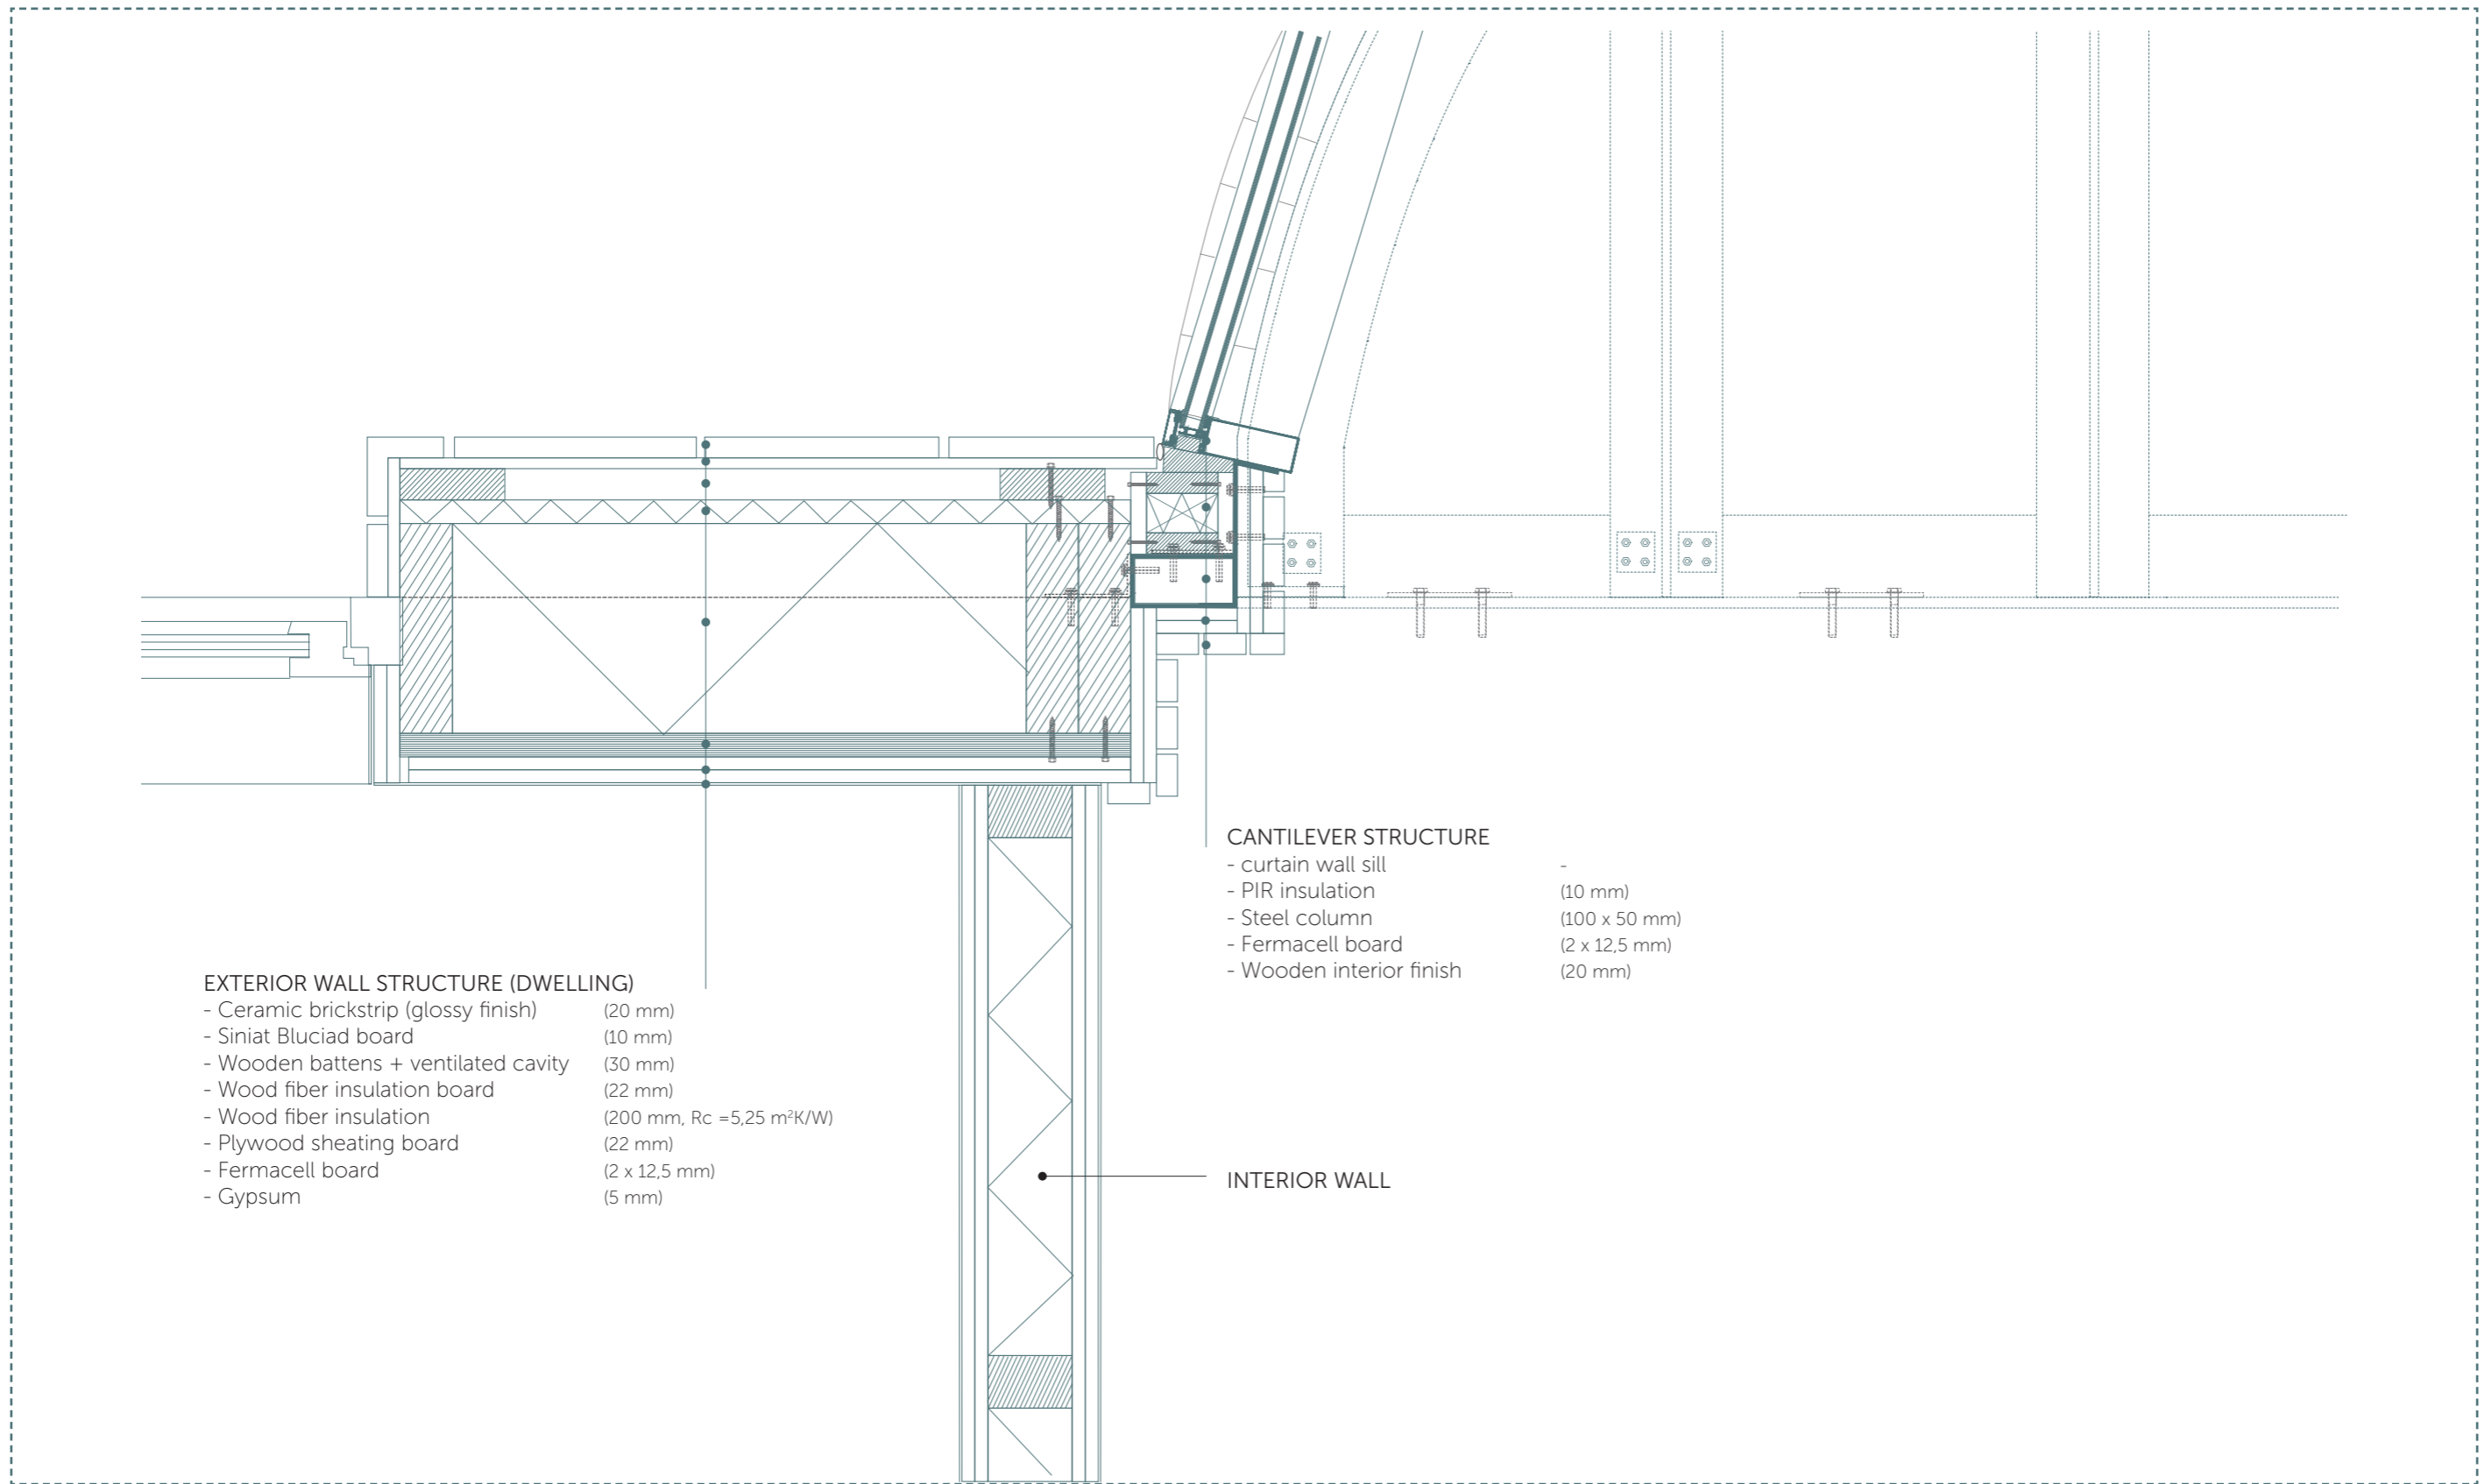 CANTILEVER STRUCTURE
- curtain wall sill -
- PIR insulation (10 mm)
- Steel column (100 x 50 mm)
- Fermacell board (2 x 12,5 mm)
- Wooden interior finish (20 mm)
EXTERIOR WALL STRUCTURE (DWELLING)
- Ceramic brickstrip (glossy finish) (20 mm)
- Siniat Bluciad board (10 mm)
- Wooden battens + ventilated cavity (30 mm)
- Wood fiber insulation board (22 mm)
- Wood fiber insulation (200 mm, Rc =5,25 m²K/W)
- Plywood sheating board (22 mm)
- Fermacell board (2 x 12,5 mm)
- Gypsum (5 mm)
INTERIOR WALL